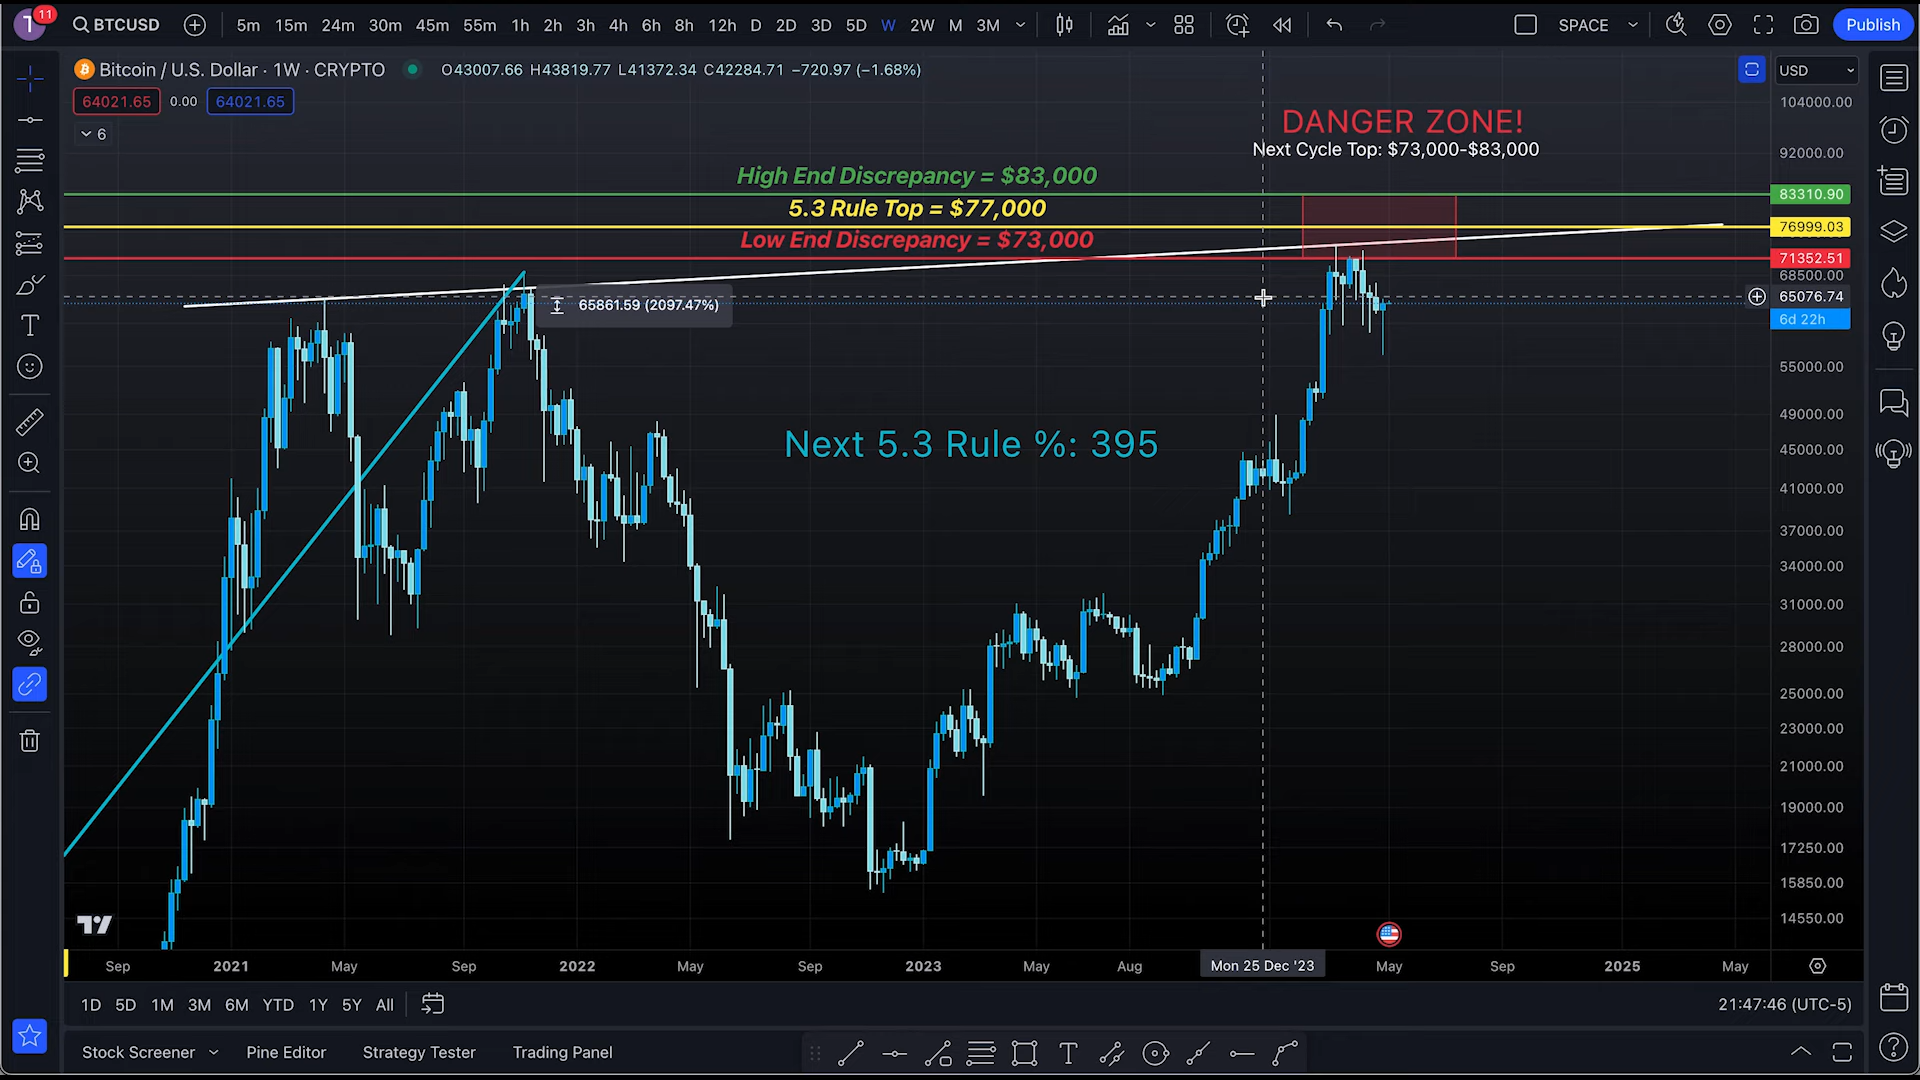 T 11 BTCUSD 5m 15m 24m 30m 45m 55m 1h 2h 3h 4h 6h 8h 12h D 2D 3D 5D W 2W M 3M SPACE Publish
Bitcoin / U.S. Dollar · 1W · CRYPTO O43007.66 H43819.77 L41372.34 C42284.71 −720.97 (−1.68%) USD
64021.65 0.00 64021.65
6
DANGER ZONE!
Next Cycle Top: $73,000-$83,000
High End Discrepancy = $83,000
5.3 Rule Top = $77,000
Low End Discrepancy = $73,000
65861.59 (2097.47%)
Next 5.3 Rule %: 395
104000.00
92000.00
83310.90
76999.03
71352.51
68500.00
65076.74
6d 22h
55000.00
49000.00
45000.00
41000.00
37000.00
34000.00
31000.00
28000.00
25000.00
23000.00
21000.00
19000.00
17250.00
15850.00
14550.00
Sep 2021 May Sep 2022 May Sep 2023 May Aug Mon 25 Dec '23 May Sep 2025 May
1D 5D 1M 3M 6M YTD 1Y 5Y All 21:47:46 (UTC-5)
Stock Screener Pine Editor Strategy Tester Trading Panel